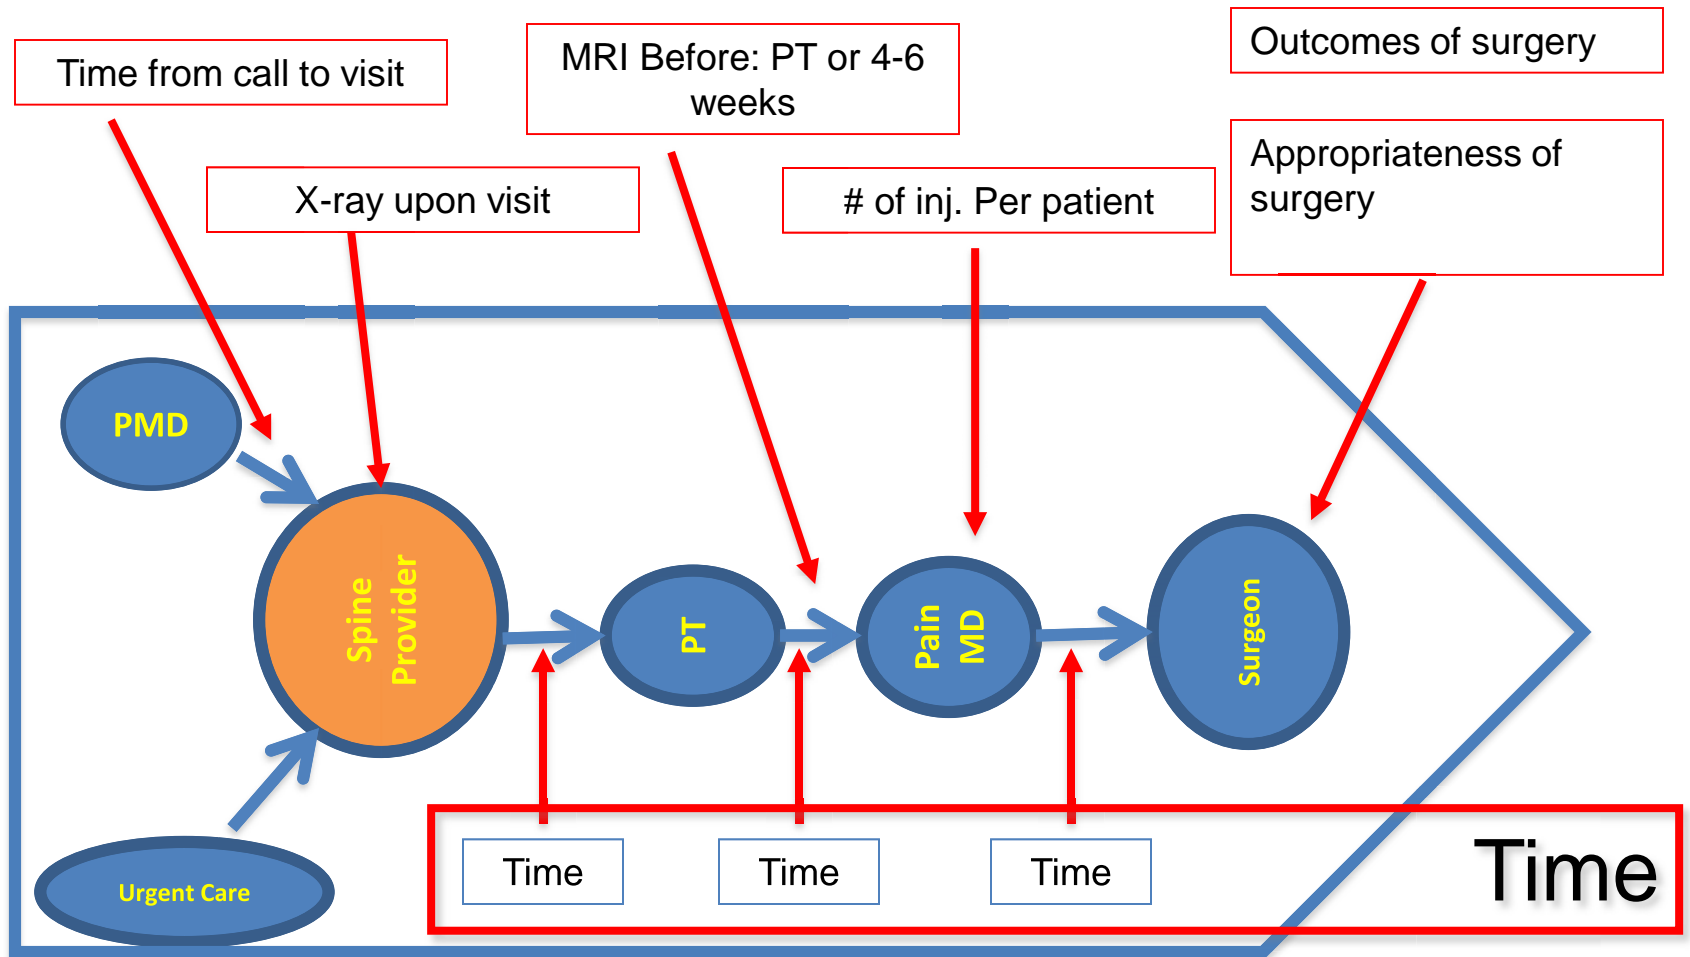 Time from call to visit
MRI Before: PT or 4-6
weeks
Outcomes of surgery
X-ray upon visit
# of inj. Per patient
Appropriateness of
surgery
PMD
Spine
Provider
PT
Pain
MD
Surgeon
Urgent Care
Time
Time
Time
Time